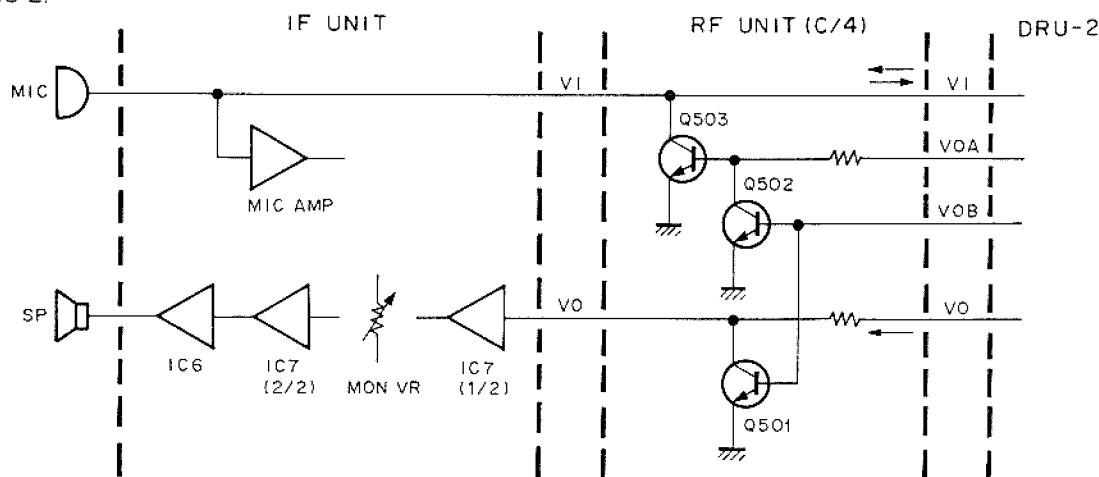 IF UNIT
RF UNIT (C/4)
DRU-2
MIC
VI
VI
Q503
VOA
MIC AMP
Q502
VOB
SP
VO
VO
IC6
IC7
(2/2)
MON VR
IC7
(1/2)
Q501